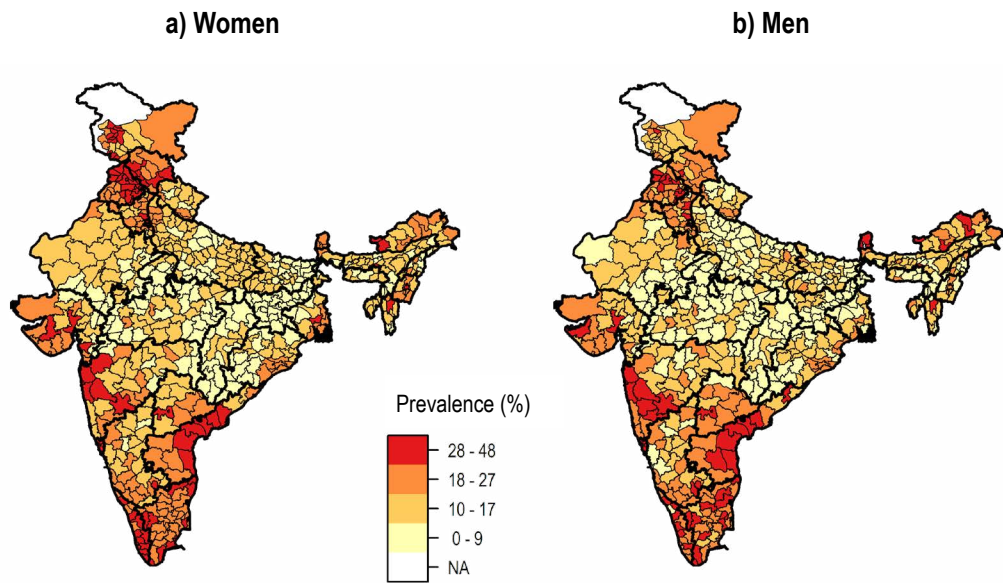 a) Women
b) Men
Prevalence (%)
28 - 48
18 - 27
10 - 17
0 - 9
NA